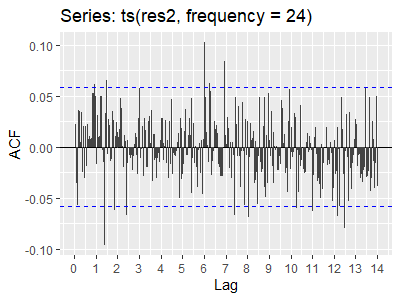 Series: ts(res2, frequency = 24)
0.10
0.05
0.00
-0.05
-0.10
ACF
0 1 2 3 4 5 6 7 8 9 10 11 12 13 14
Lag